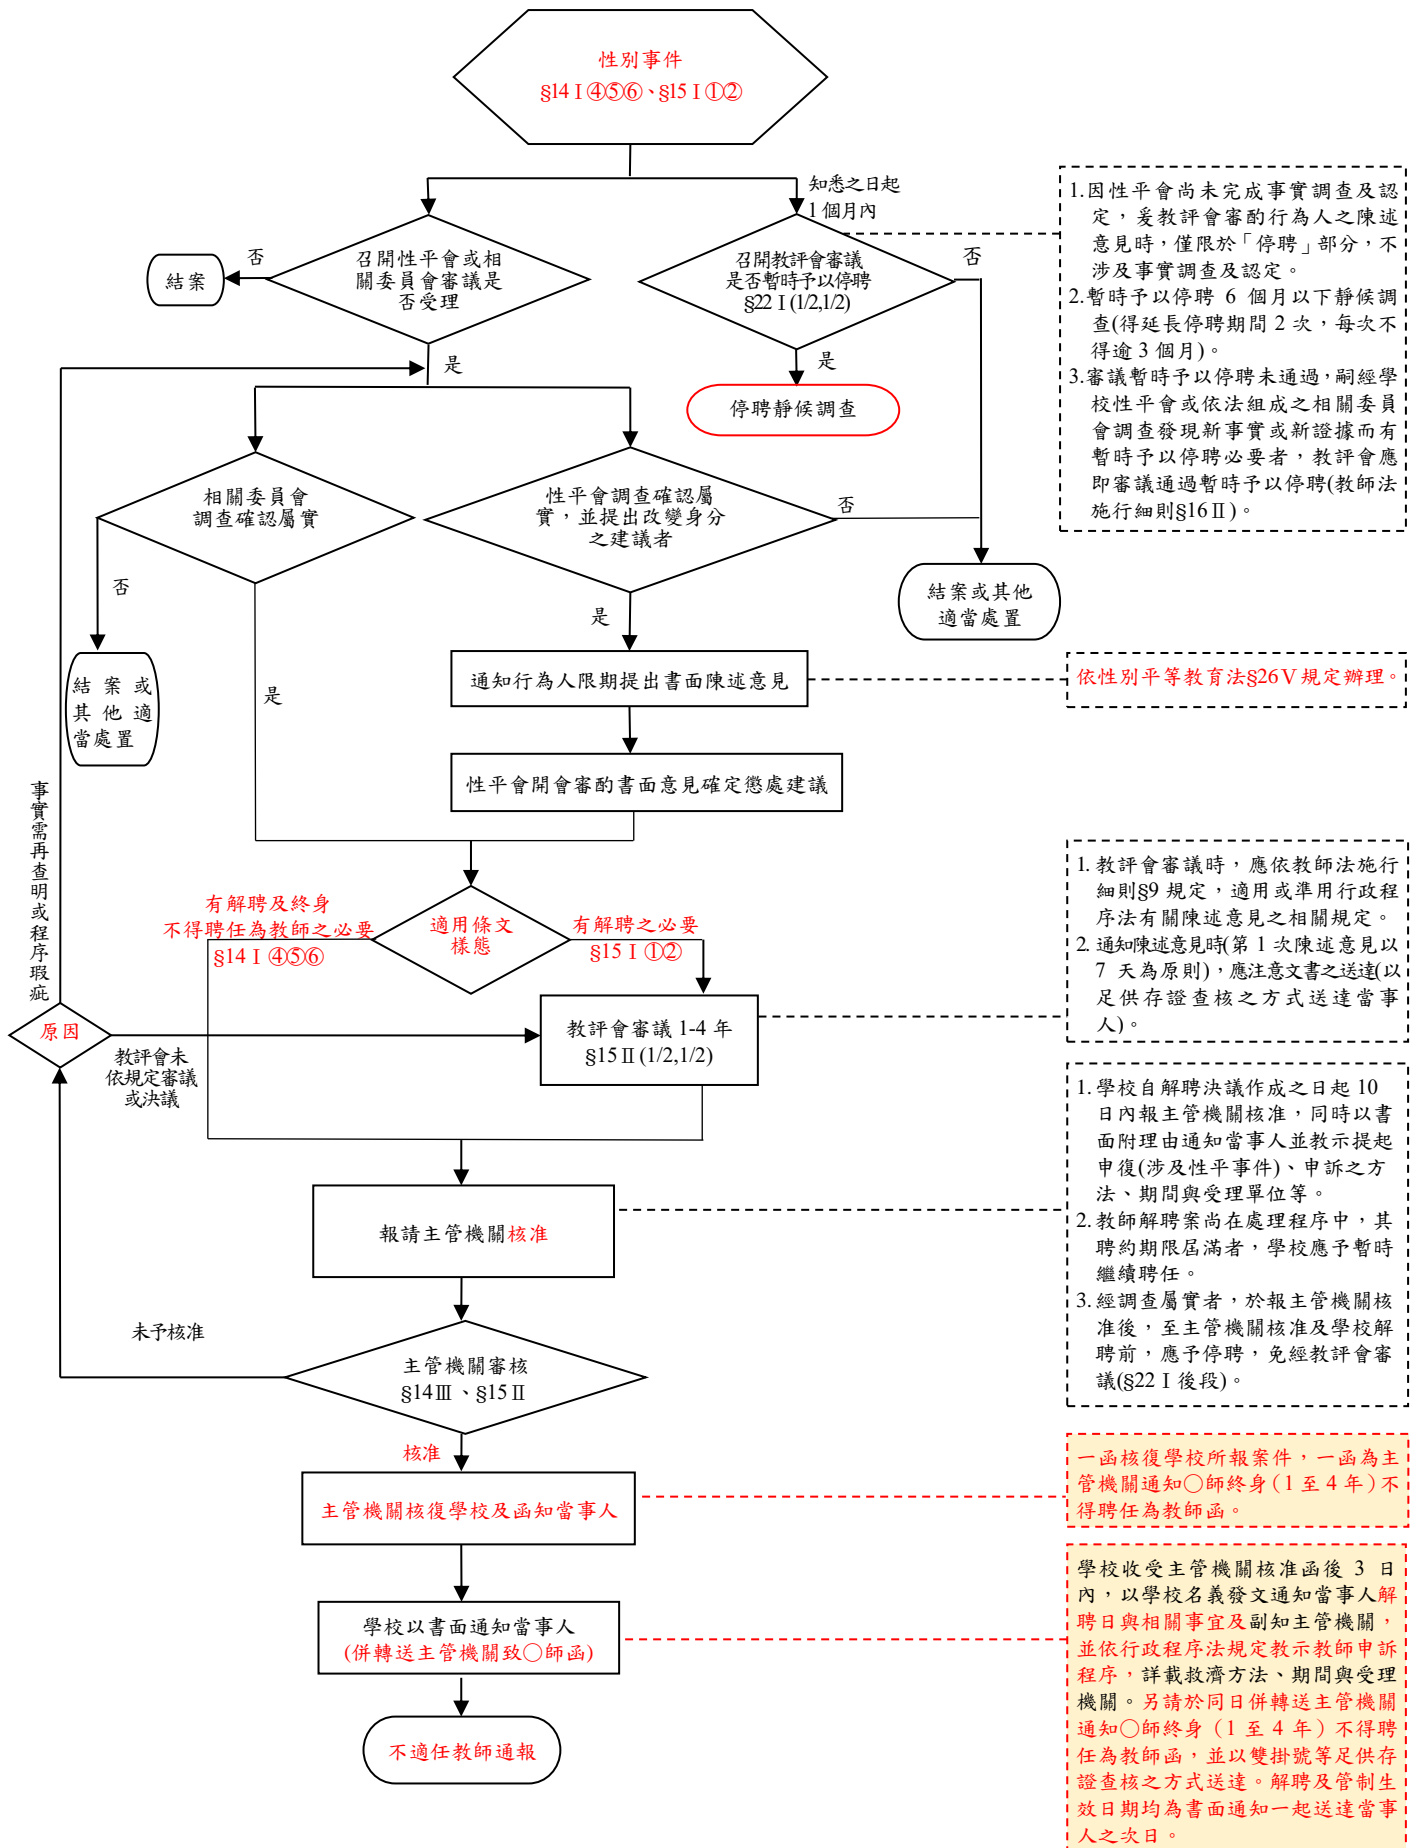 性別事件
§14Ⅰ④⑤⑥、§15Ⅰ①②
知悉之日起
1個月內
召開性平會或相
關委員會審議是
否受理
否
結案
是
召開教評會審議
是否暫時予以停聘
§22Ⅰ(1/2,1/2)
否
是
停聘靜候調查
1.因性平會尚未完成事實調查及認
定，爰教評會審酌行為人之陳述
意見時，僅限於「停聘」部分，不
涉及事實調查及認定。
2.暫時予以停聘 6 個月以下靜候調
查(得延長停聘期間 2 次，每次不
得逾 3 個月)。
3.審議暫時予以停聘未通過，嗣經學
校性平會或依法組成之相關委員
會調查發現新事實或新證據而有
暫時予以停聘必要者，教評會應
即審議通過暫時予以停聘(教師法
施行細則§16Ⅱ)。
相關委員會
調查確認屬實
否
結案或
其他適
當處置
是
性平會調查確認屬
實，並提出改變身分
之建議者
否
是
結案或其他
適當處置
通知行為人限期提出書面陳述意見
依性別平等教育法§26Ⅴ規定辦理。
性平會開會審酌書面意見確定懲處建議
事實需再查明或程序瑕疵
適用條文
樣態
有解聘及終身
不得聘任為教師之必要
§14Ⅰ④⑤⑥
有解聘之必要
§15Ⅰ①②
1. 教評會審議時，應依教師法施行
細則§9 規定，適用或準用行政程
序法有關陳述意見之相關規定。
2. 通知陳述意見時(第 1 次陳述意見以
7 天為原則)，應注意文書之送達(以
足供存證查核之方式送達當事
人)。
原因
教評會未
依規定審議
或決議
教評會審議 1-4 年
§15Ⅱ(1/2,1/2)
1. 學校自解聘決議作成之日起 10
日內報主管機關核准，同時以書
面附理由通知當事人並教示提起
申復(涉及性平事件)、申訴之方
法、期間與受理單位等。
2. 教師解聘案尚在處理程序中，其
聘約期限屆滿者，學校應予暫時
繼續聘任。
3. 經調查屬實者，於報主管機關核
准後，至主管機關核准及學校解
聘前，應予停聘，免經教評會審
議(§22Ⅰ後段)。
報請主管機關核准
未予核准
主管機關審核
§14Ⅲ、§15Ⅱ
核准
主管機關核復學校及函知當事人
一函核復學校所報案件，一函為主
管機關通知○師終身(1 至 4 年)不
得聘任為教師函。
學校以書面通知當事人
(併轉送主管機關致○師函)
學校收受主管機關核准函後 3 日
內，以學校名義發文通知當事人解
聘日與相關事宜及副知主管機關，
並依行政程序法規定教示教師申訴
程序，詳載救濟方法、期間與受理
機關。另請於同日併轉送主管機關
通知○師終身（1 至 4 年）不得聘
任為教師函，並以雙掛號等足供存
證查核之方式送達。解聘及管制生
效日期均為書面通知一起送達當事
人之次日。
不適任教師通報